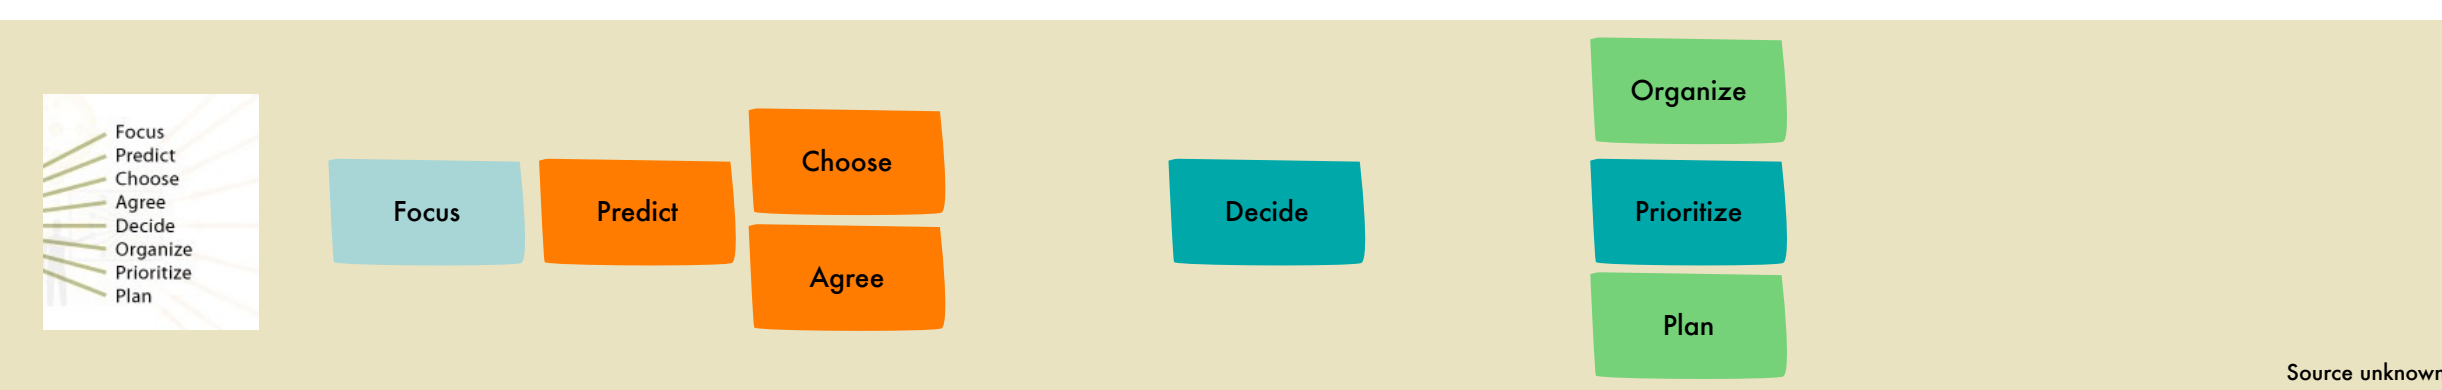 Focus
Predict
Choose
Agree
Decide
Organize
Prioritize
Plan
Focus
Predict
Choose
Agree
Decide
Organize
Prioritize
Plan
Source unknown